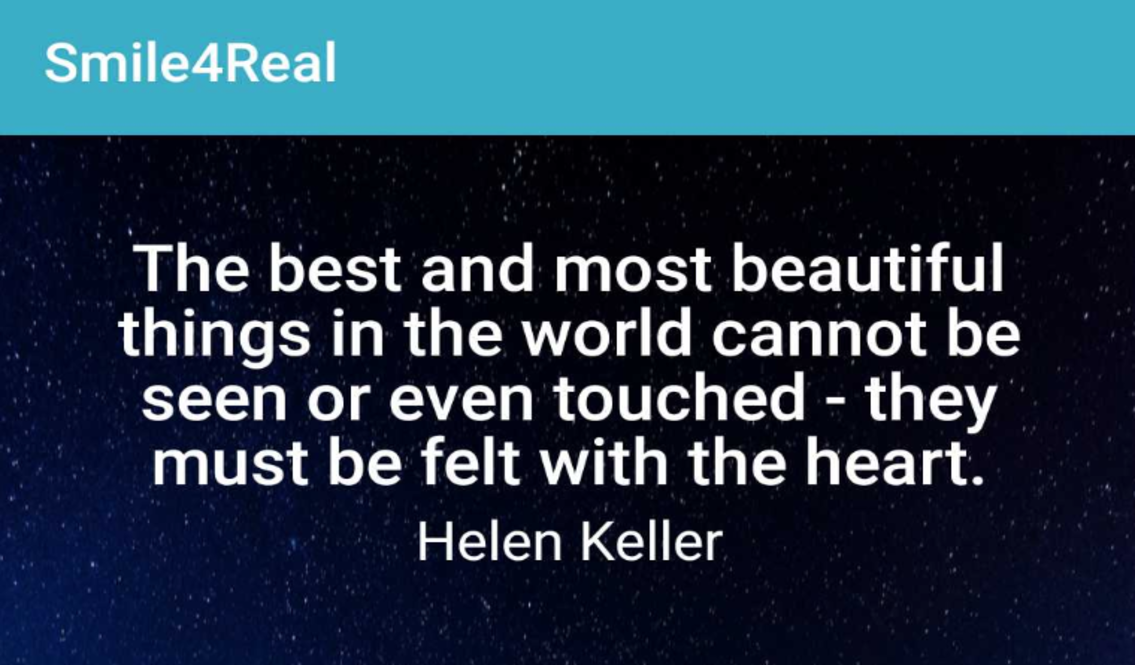 Smile4Real
The best and most beautiful
things in the world cannot be
seen or even touched - they
must be felt with the heart.
Helen Keller